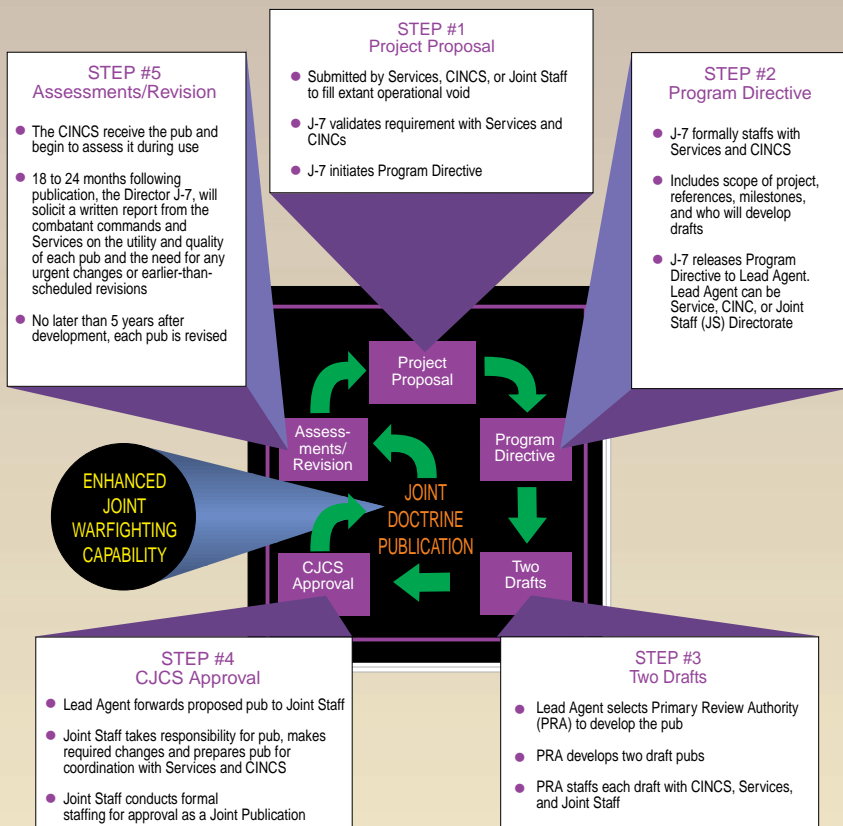 STEP #1
Project Proposal
● Submitted by Services, CINCS, or Joint Staff
to fill extant operational void
● J-7 validates requirement with Services and
CINCs
● J-7 initiates Program Directive
STEP #2
Program Directive
● J-7 formally staffs with
Services and CINCS
● Includes scope of project,
references, milestones,
and who will develop
drafts
● J-7 releases Program
Directive to Lead Agent.
Lead Agent can be
Service, CINC, or Joint
Staff (JS) Directorate
STEP #3
Two Drafts
● Lead Agent selects Primary Review Authority
(PRA) to develop the pub
● PRA develops two draft pubs
● PRA staffs each draft with CINCS, Services,
and Joint Staff
STEP #4
CJCS Approval
● Lead Agent forwards proposed pub to Joint Staff
● Joint Staff takes responsibility for pub, makes
required changes and prepares pub for
coordination with Services and CINCS
● Joint Staff conducts formal
staffing for approval as a Joint Publication
STEP #5
Assessments/Revision
● The CINCS receive the pub and
begin to assess it during use
● 18 to 24 months following
publication, the Director J-7, will
solicit a written report from the
combatant commands and
Services on the utility and quality
of each pub and the need for any
urgent changes or earlier-than-
scheduled revisions
● No later than 5 years after
development, each pub is revised
Project
Proposal
Program
Directive
Two
Drafts
CJCS
Approval
Assess-
ments/
Revision
JOINT
DOCTRINE
PUBLICATION
ENHANCED
JOINT
WARFIGHTING
CAPABILITY